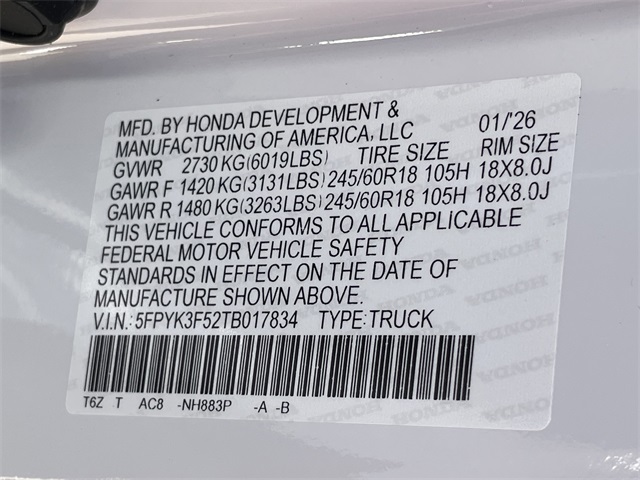 MFD. BY HONDA DEVELOPMENT &
MANUFACTURING OF AMERICA, LLC 01/'26
GVWR 2730 KG(6019LBS) TIRE SIZE RIM SIZE
GAWR F 1420 KG(3131LBS) 245/60R18 105H 18X8.0J
GAWR R 1480 KG(3263LBS) 245/60R18 105H 18X8.0J
THIS VEHICLE CONFORMS TO ALL APPLICABLE
FEDERAL MOTOR VEHICLE SAFETY
STANDARDS IN EFFECT ON THE DATE OF
MANUFACTURE SHOWN ABOVE.
V.I.N.: 5FPYK3F52TB017834 TYPE: TRUCK
T6Z T AC8 -NH883P -A -B